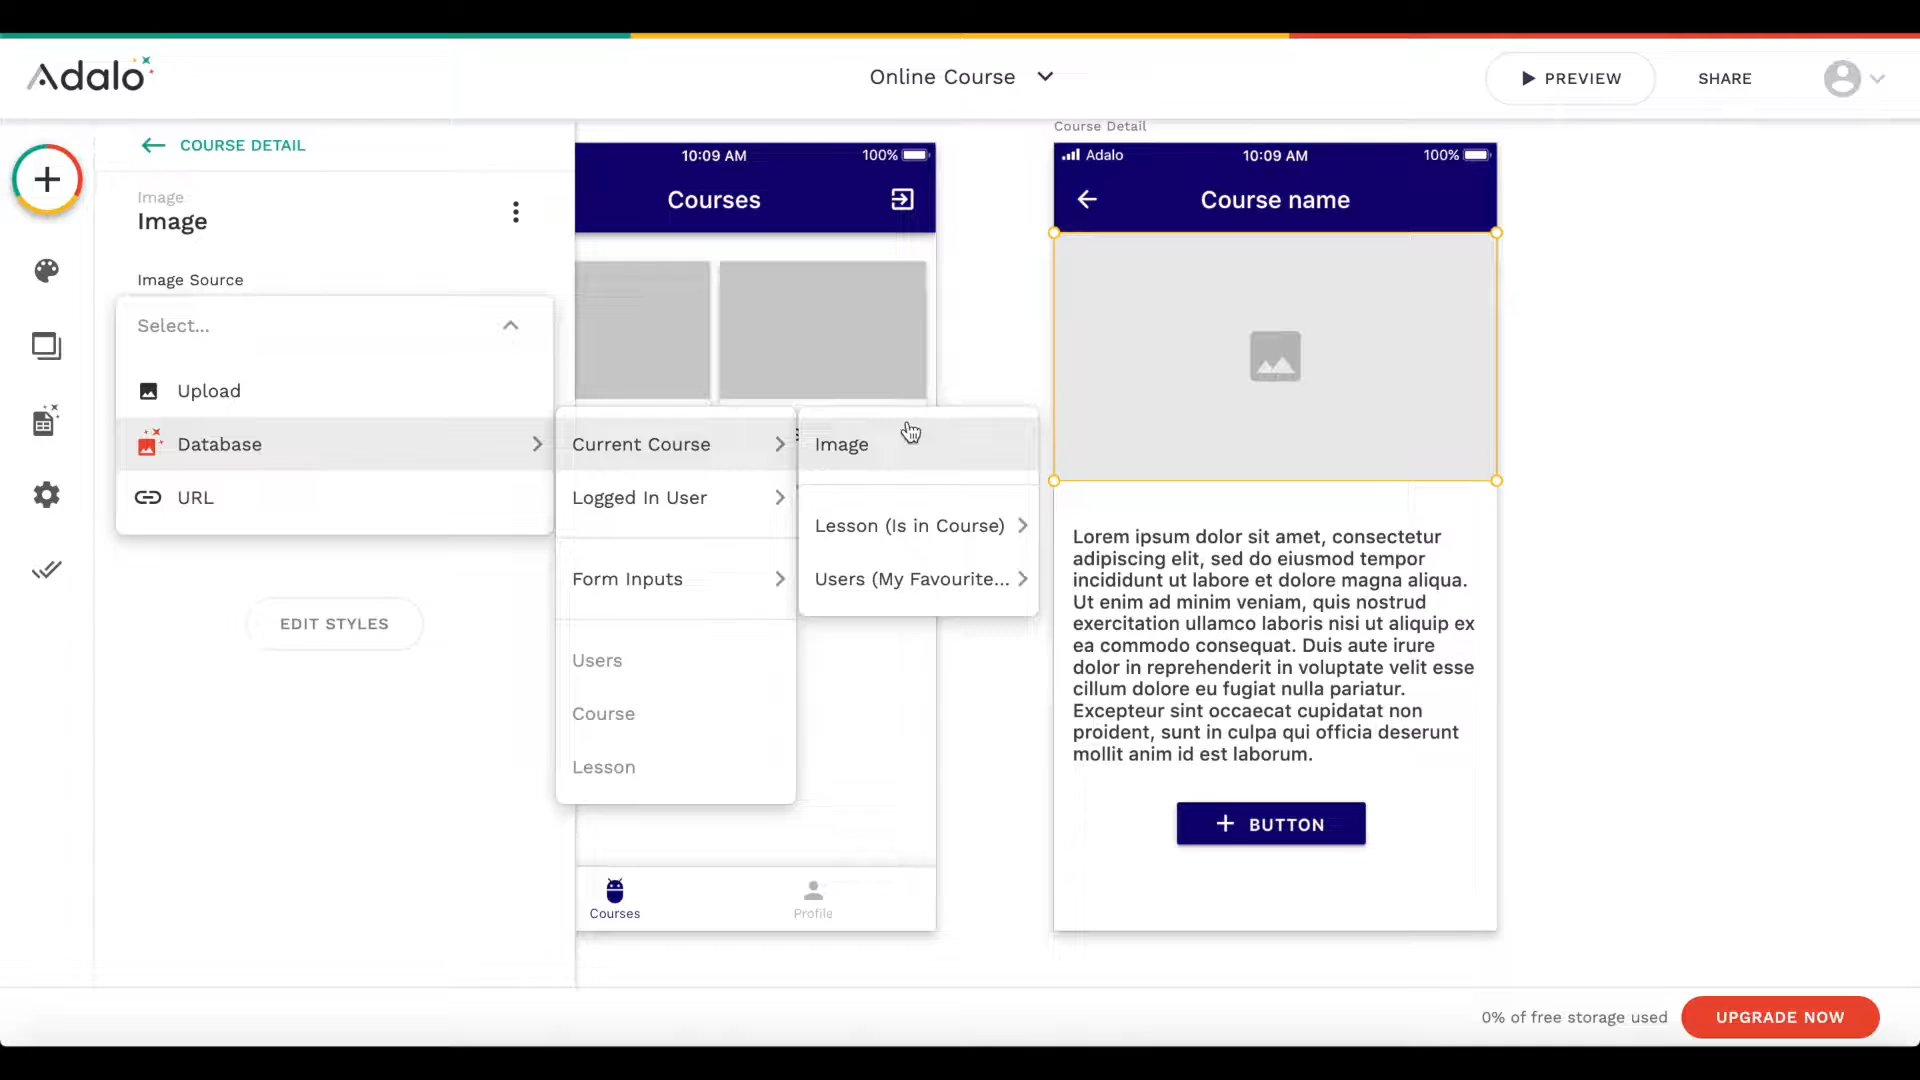 Adalo
Online Course
PREVIEW
SHARE
COURSE DETAIL
Image
Image
Image Source
Select...
Upload
Database
URL
EDIT STYLES
Current Course
Logged In User
Form Inputs
Users
Course
Lesson
Image
Lesson (Is in Course)
Users (My Favourite...
10:09 AM
100%
Courses
Courses
Profile
Course Detail
Adalo
10:09 AM
100%
Course name
Lorem ipsum dolor sit amet, consectetur
adipiscing elit, sed do eiusmod tempor
incididunt ut labore et dolore magna aliqua.
Ut enim ad minim veniam, quis nostrud
exercitation ullamco laboris nisi ut aliquip ex
ea commodo consequat. Duis aute irure
dolor in reprehenderit in voluptate velit esse
cillum dolore eu fugiat nulla pariatur.
Excepteur sint occaecat cupidatat non
proident, sunt in culpa qui officia deserunt
mollit anim id est laborum.
BUTTON
0% of free storage used
UPGRADE NOW